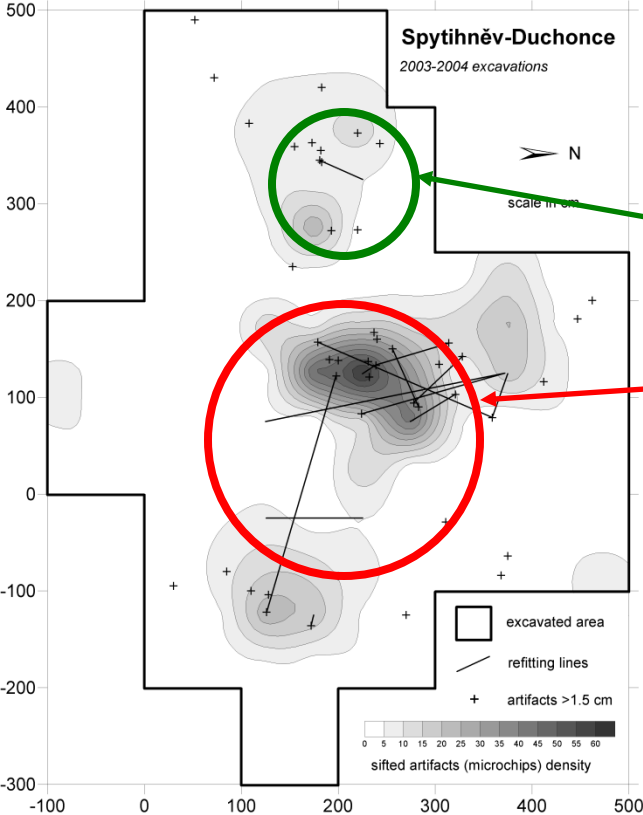 500
Spytihněv-Duchonce
2003-2004 excavations
400
N
300
scale in cm
200
100
0
-100
excavated area
refitting lines
artifacts >1.5 cm
-200
0 5 10 15 20 25 30 35 40 45 50 55 60
sifted artifacts (microchips) density
-300
-100 0 100 200 300 400 500